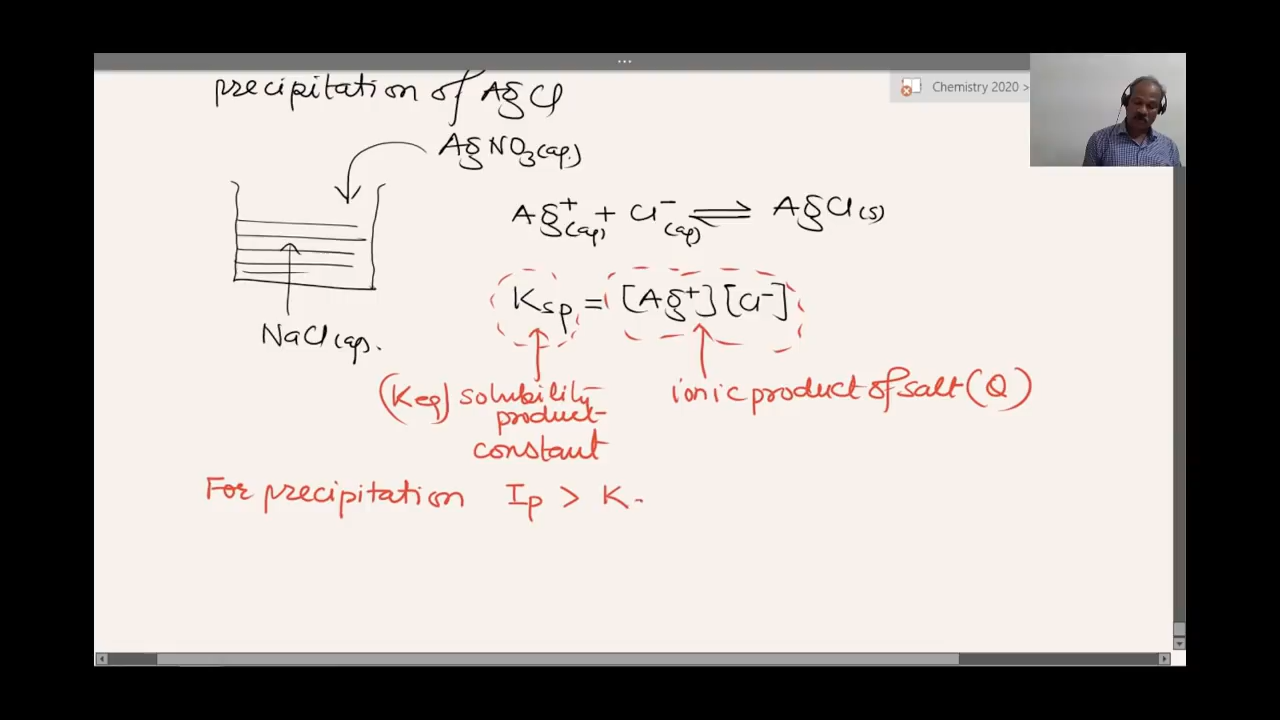 precipitation of AgCl
Chemistry 2020 >
AgNO₃(aq.)
Ag⁺(aq) + Cl⁻(aq) ⇌ AgCl(s)
Ksp = [Ag⁺][Cl⁻]
NaCl(aq).
(Keq) solubility
product
constant
ionic product of salt (Q)
For precipitation Ip > K